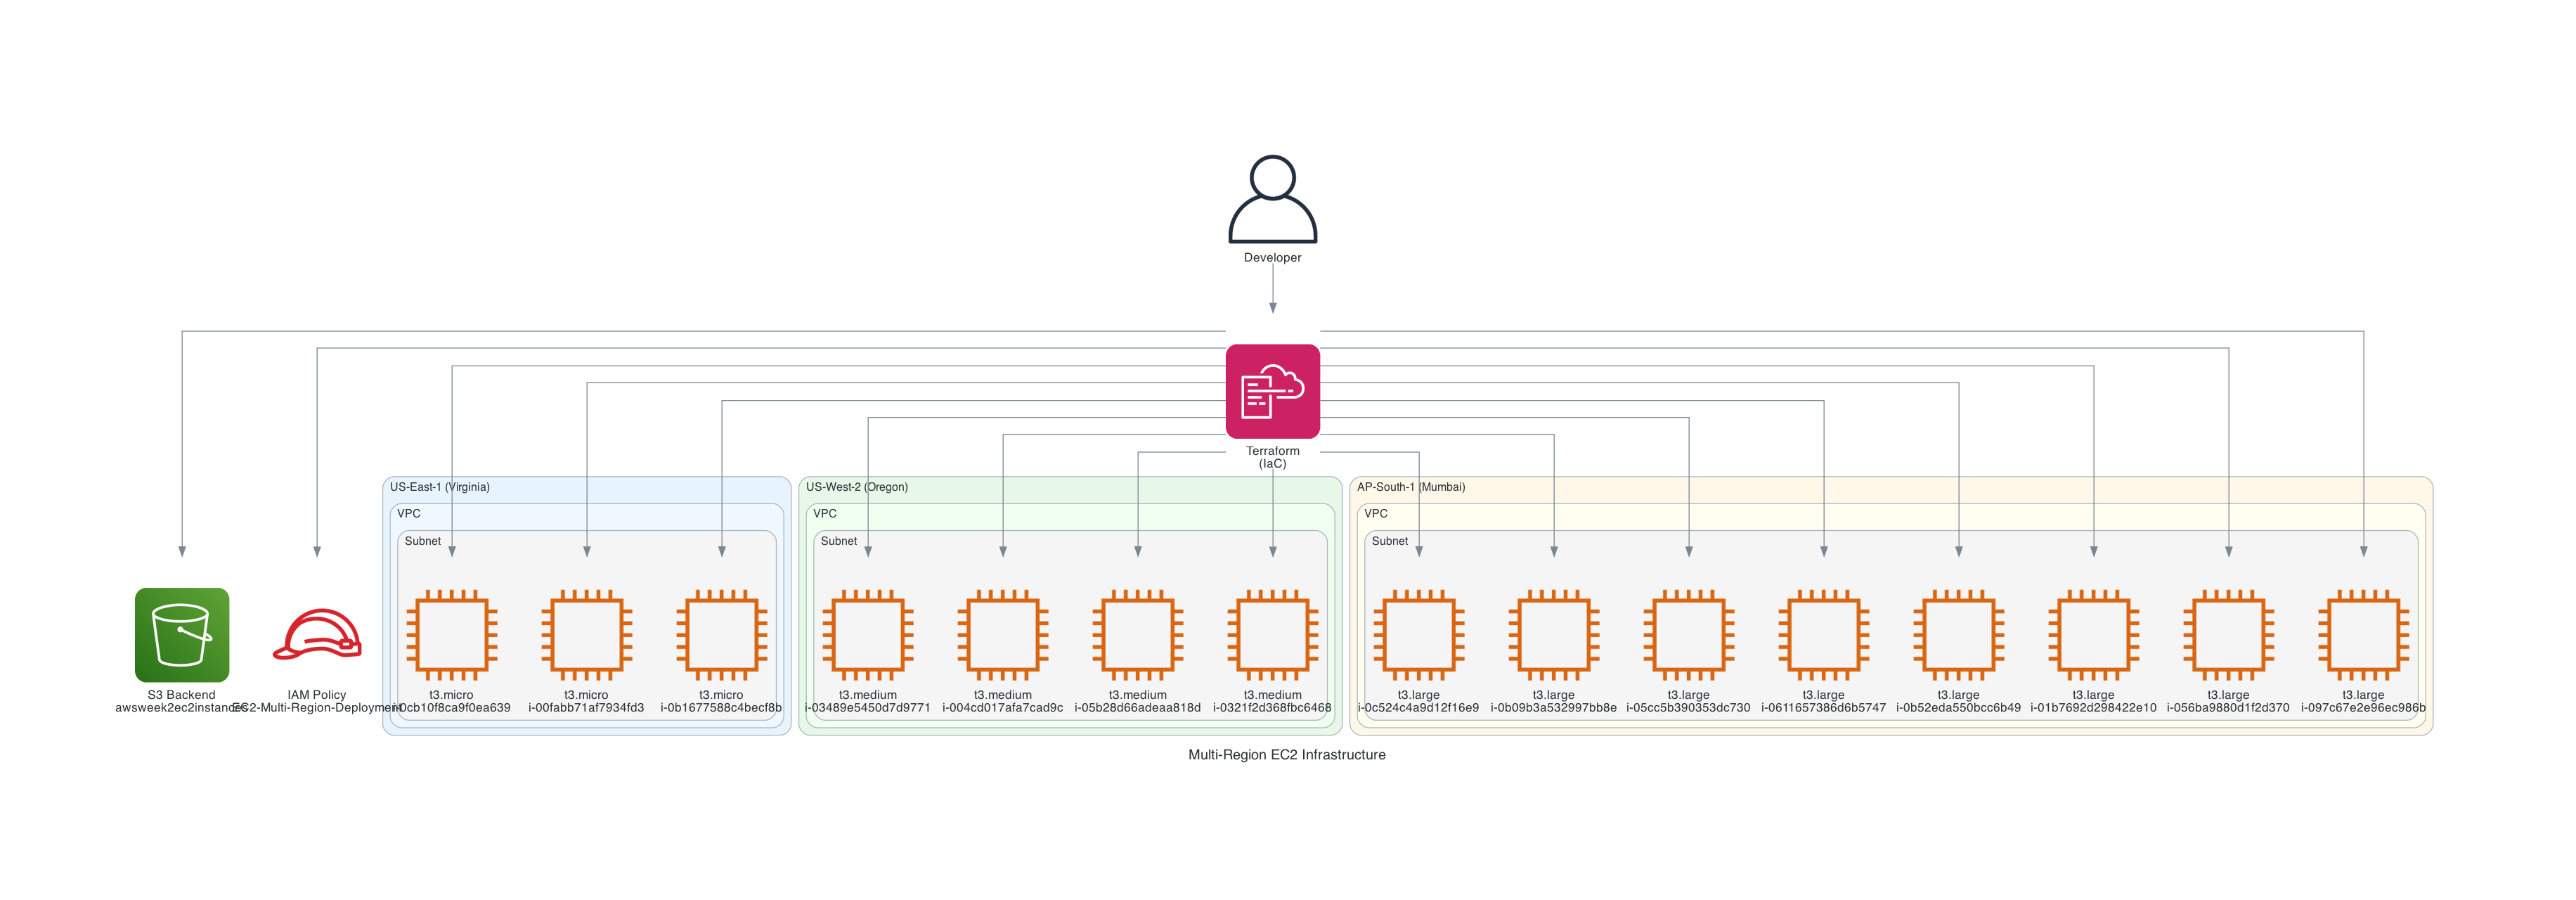 Developer
Terraform
(IaC)
US-East-1 (Virginia)
VPC
Subnet
US-West-2 (Oregon)
VPC
Subnet
AP-South-1 (Mumbai)
VPC
Subnet
S3 Backend
awsweek2ec2instances
IAM Policy
EC2-Multi-Region-Deployment
t3.micro
i-0cb10f8ca9f0ea639
t3.micro
i-00fabb71af7934fd3
t3.micro
i-0b1677588c4becf8b
t3.medium
i-03489e5450d7d9771
t3.medium
i-004cd017afa7cad9c
t3.medium
i-05b28d66adeaa818d
t3.medium
i-0321f2d368fbc6468
t3.large
i-0c524c4a9d12f16e9
t3.large
i-0b09b3a532997bb8e
t3.large
i-05cc5b390353dc730
t3.large
i-0611657386d6b5747
t3.large
i-0b52eda550bcc6b49
t3.large
i-01b7692d298422e10
t3.large
i-056ba9880d1f2d370
t3.large
i-097c67e2e96ec986b
Multi-Region EC2 Infrastructure